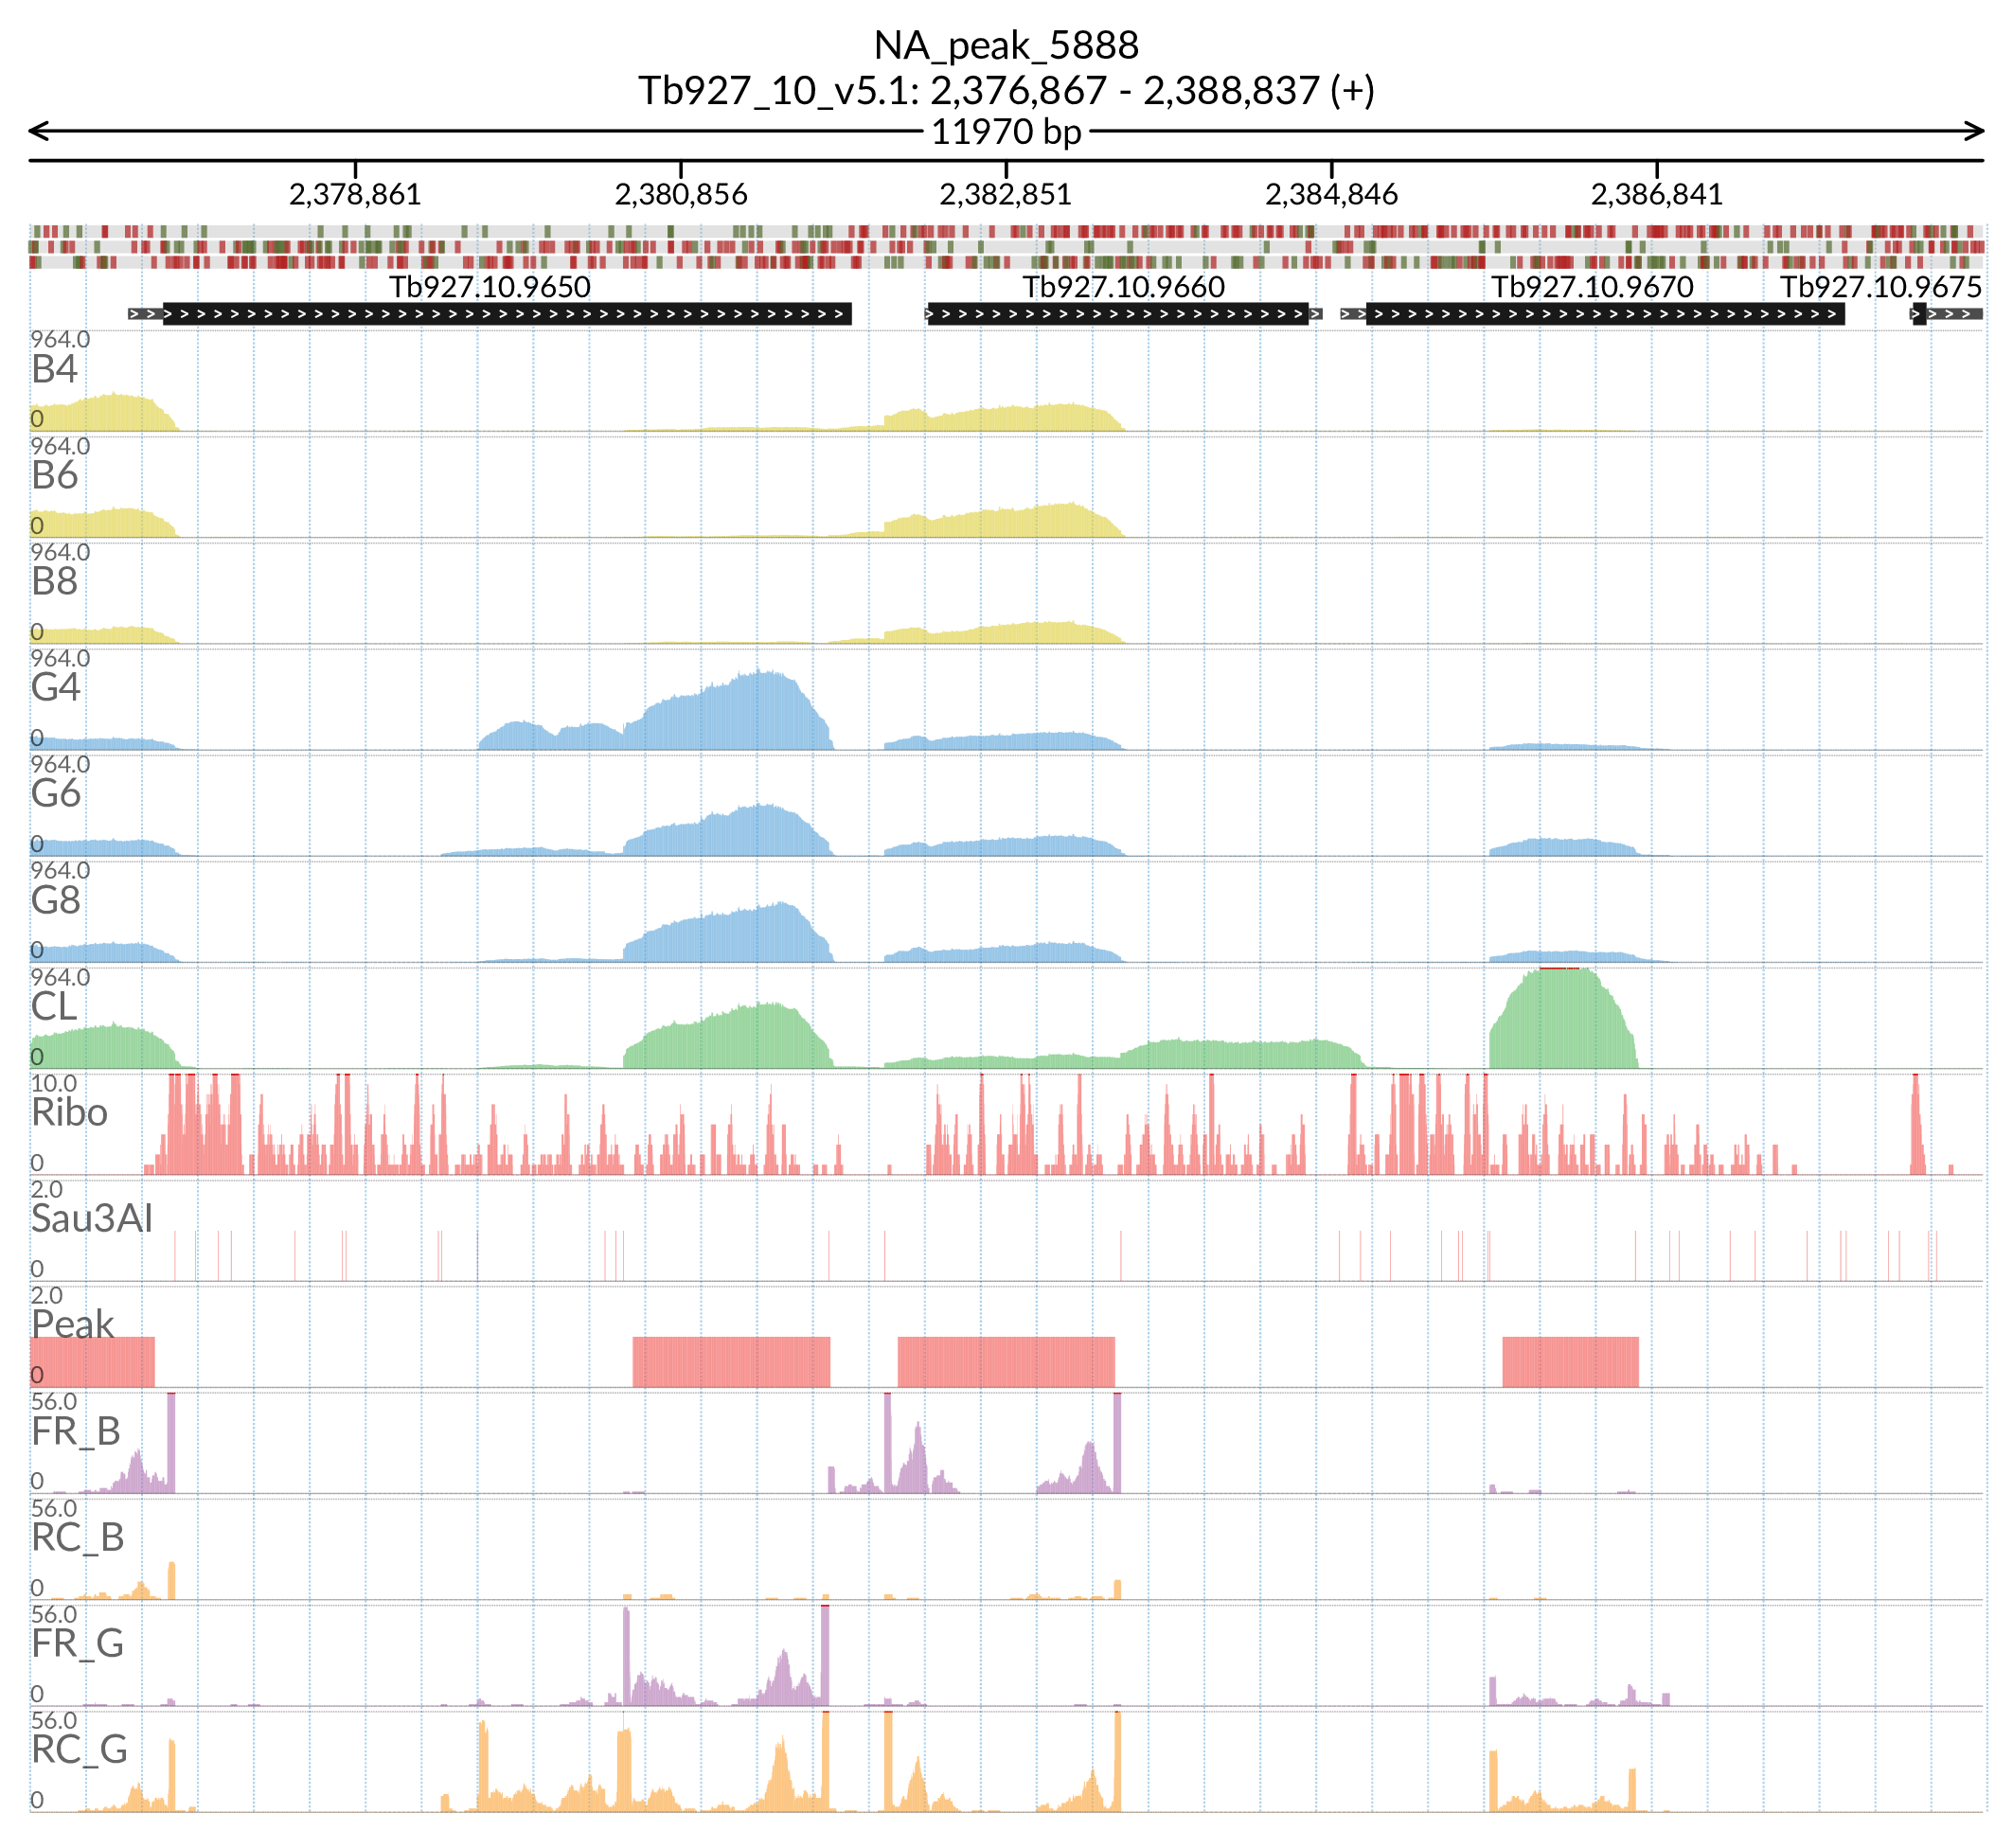 NA_peak_5888
Tb927_10_v5.1: 2,376,867 - 2,388,837 (+)
11970 bp
2,378,861 2,380,856 2,382,851 2,384,846 2,386,841
Tb927.10.9650 Tb927.10.9660 Tb927.10.9670 Tb927.10.9675
964.0
B4
0
964.0
B6
0
964.0
B8
0
964.0
G4
0
964.0
G6
0
964.0
G8
0
964.0
CL
0
10.0
Ribo
0
2.0
Sau3AI
0
2.0
Peak
0
56.0
FR_B
0
56.0
RC_B
0
56.0
FR_G
0
56.0
RC_G
0